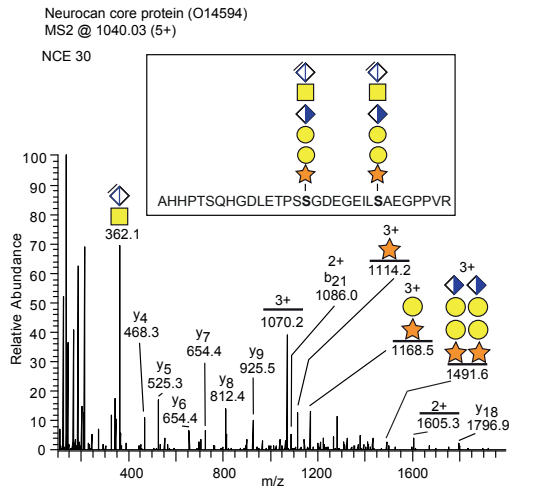 Neurocan core protein (O14594)
MS2 @ 1040.03 (5+)
NCE 30
AHHPTSQHGDLETPSSGDEGEILSAEGPPVR
Relative Abundance
100
90
80
70
60
50
40
30
20
10
0
362.1
y4
468.3
y5
525.3
y6
654.4
y7
654.4
y8
812.4
y9
925.5
3+
1070.2
2+
b21
1086.0
3+
1114.2
3+
1168.5
3+
1491.6
2+
1605.3
y18
1796.9
400
800
1200
1600
m/z